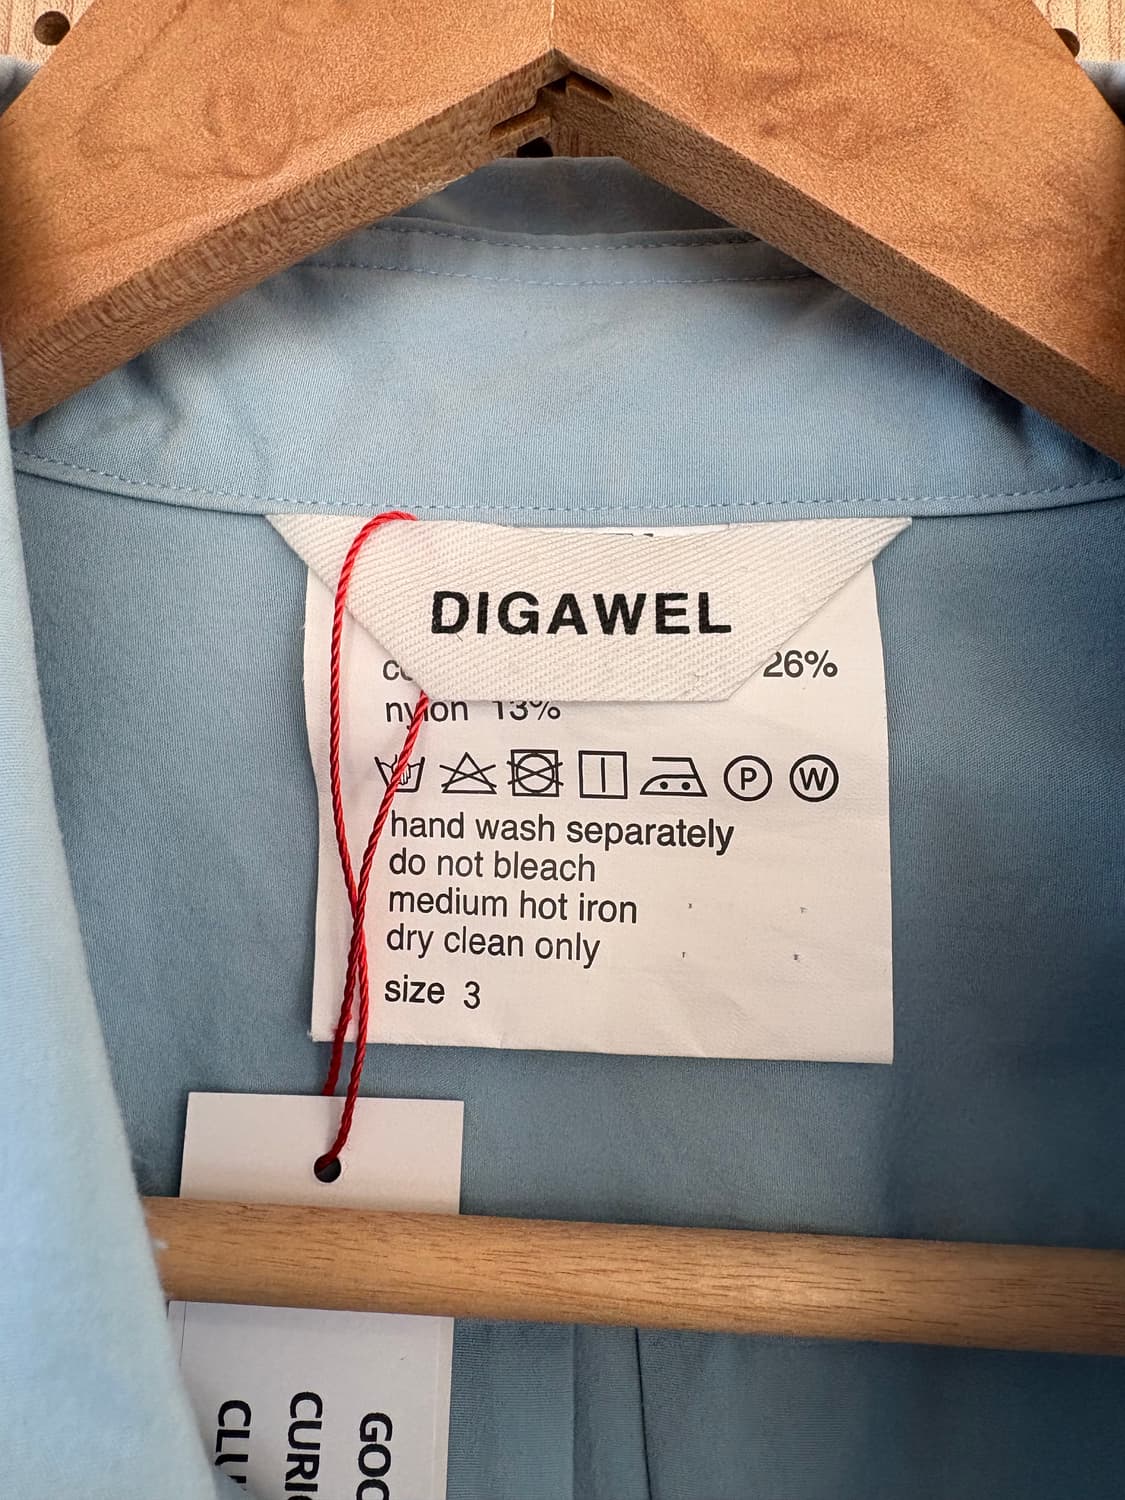 DIGAWEL
26%
nylon 13%
P W
hand wash separately
do not bleach
medium hot iron
dry clean only
size 3